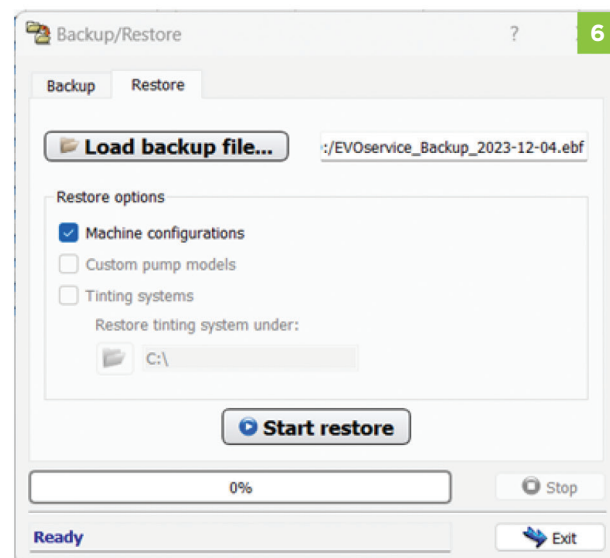 Backup/Restore
?
6
Backup
Restore
Load backup file...
:/EVOservice_Backup_2023-12-04.ebf
Restore options
Machine configurations
Custom pump models
Tinting systems
Restore tinting system under:
C:\
Start restore
0%
Stop
Ready
Exit